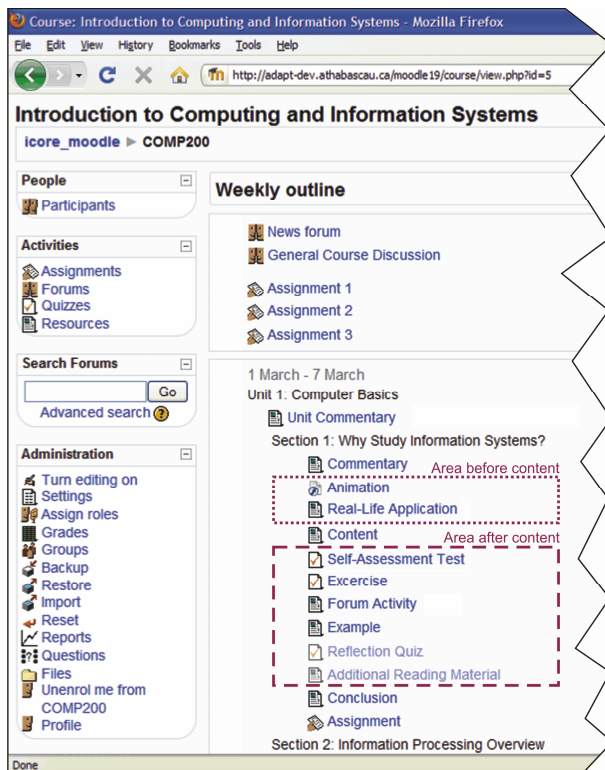 Course: Introduction to Computing and Information Systems - Mozilla Firefox
File Edit View History Bookmarks Tools Help
http://adapt-dev.athabascau.ca/moodle19/course/view.php?id=5
Introduction to Computing and Information Systems
icore_moodle ► COMP200
People
Participants
Activities
Assignments
Forums
Quizzes
Resources
Search Forums
Go
Advanced search ?
Administration
Turn editing on
Settings
Assign roles
Grades
Groups
Backup
Restore
Import
Reset
Reports
Questions
Files
Unenrol me from
COMP200
Profile
Weekly outline
News forum
General Course Discussion
Assignment 1
Assignment 2
Assignment 3
1 March - 7 March
Unit 1: Computer Basics
Unit Commentary
Section 1: Why Study Information Systems?
Commentary
Area before content
Animation
Real-Life Application
Content
Area after content
Self-Assessment Test
Excercise
Forum Activity
Example
Reflection Quiz
Additional Reading Material
Conclusion
Assignment
Section 2: Information Processing Overview
Done